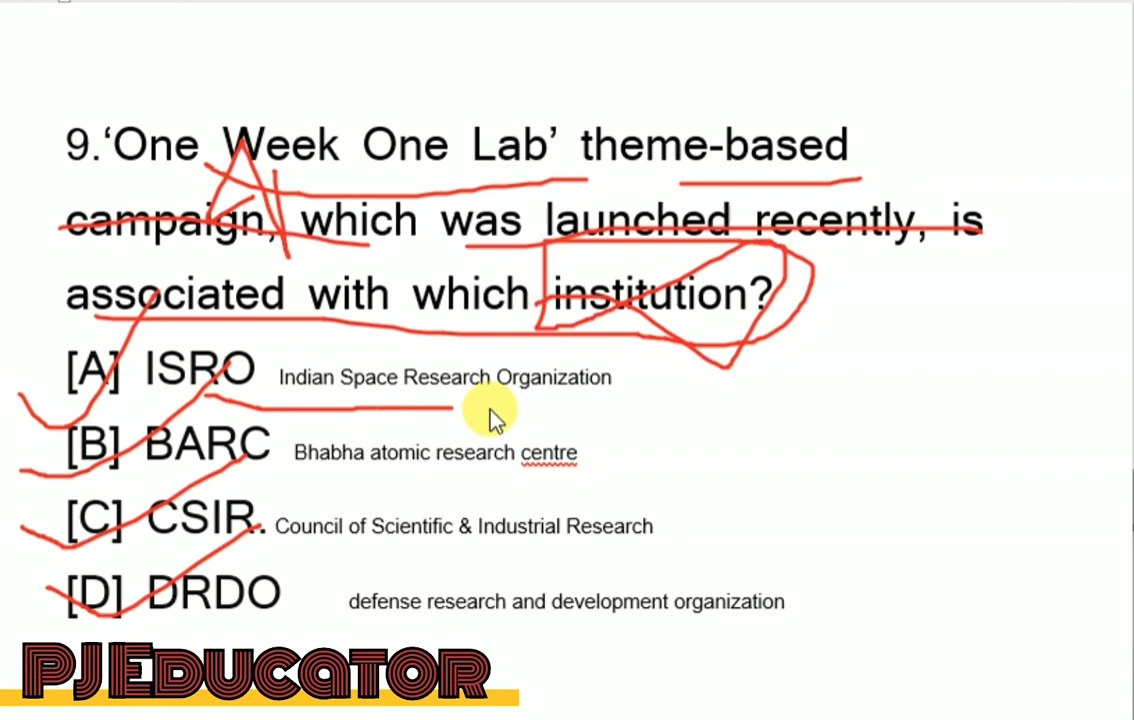 9.‘One Week One Lab’ theme-based
campaign, which was launched recently, is
associated with which institution?
[A] ISRO Indian Space Research Organization
[B] BARC Bhabha atomic research centre
[C] CSIR. Council of Scientific & Industrial Research
[D] DRDO defense research and development organization
PJEducator